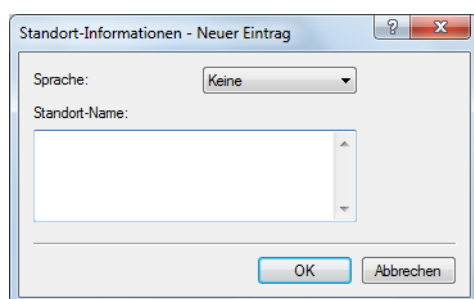 Standort-Informationen - Neuer Eintrag
?
Sprache:
Keine
Standort-Name:
OK
Abbrechen